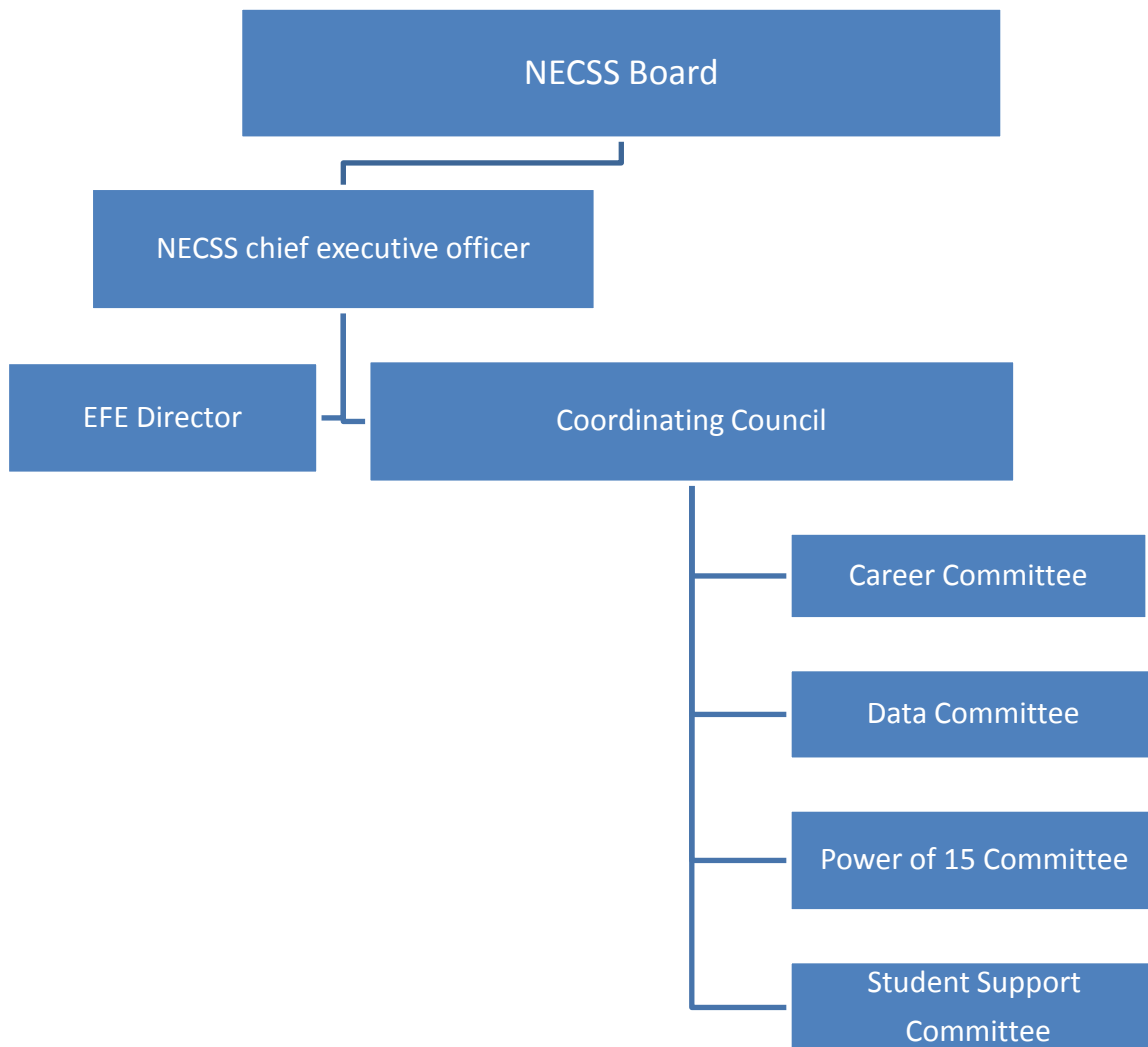 NECSS Board
NECSS chief executive officer
EFE Director
Coordinating Council
Career Committee
Data Committee
Power of 15 Committee
Student Support
Committee